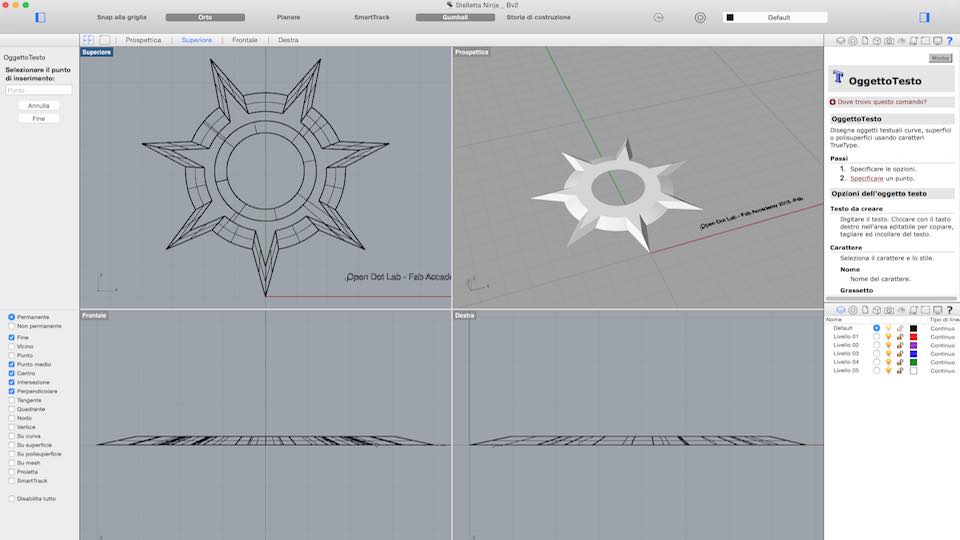 Stelletta Ninja _ Bv2
Snap alla griglia
Orto
Planare
SmartTrack
Gumball
Storia di costruzione
Default
Prospettica
Superiore
Frontale
Destra
OggettoTesto
Selezionare il punto
di inserimento:
Punto
Annulla
Fine
Superiore
,Open Dot Lab - Fab Accade
Prospettica
,Open Dot Lab - Fab Accademy 2015 -Fab
Mostra
OggettoTesto
Dove trovo questo comando?
OggettoTesto
Disegna oggetti testuali curve, superfici
o polisuperfici usando caratteri
TrueType.
Passi
1. Specificare le opzioni.
2. Specificare un punto.
Opzioni dell'oggetto testo
Testo da creare
Digitare il testo. Cliccare con il tasto
destro nell'area editabile per copiare,
tagliare ed incollare del testo.
Carattere
Seleziona il carattere e lo stile.
Nome
Nome del carattere.
Grassetto
Permanente
Non permanente
Fine
Vicino
Punto
Punto medio
Centro
Intersezione
Perpendicolare
Tangente
Quadrante
Nodo
Vertice
Su curva
Su superficie
Su polisuperficie
Su mesh
Proietta
SmartTrack
Disabilita tutto
Frontale
Destra
Nome
Tipo di line
Default
Continuo
Livello 01
Continuo
Livello 02
Continuo
Livello 03
Continuo
Livello 04
Continuo
Livello 05
Continuo